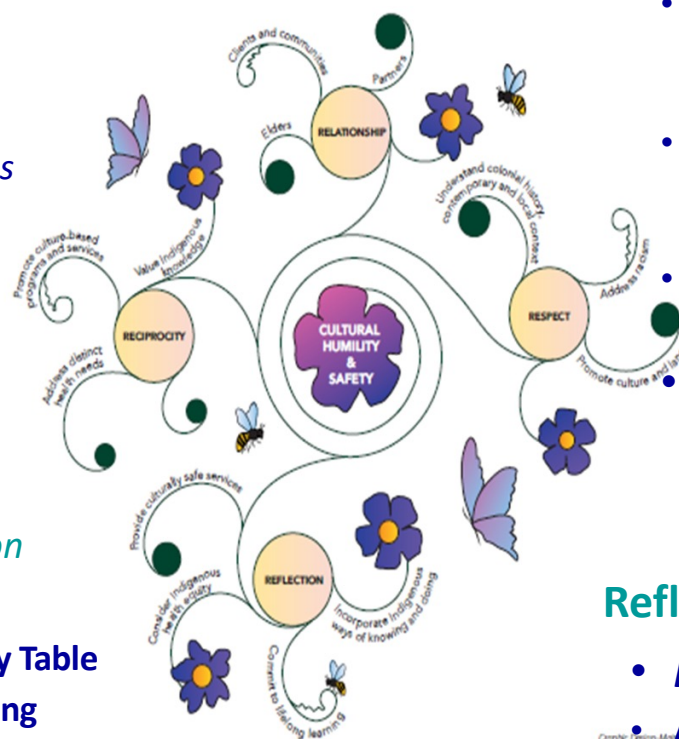 Clients and communities
Partners
Elders
RELATIONSHIP
s
Understand colonial history,
contemporary and local context
Address racism
RESPECT
Promote culture and
Value Indigenous
knowledge
Promote culture-based
programs and services
RECIPROCITY
Address distinct
health needs
CULTURAL
HUMILITY
&
SAFETY
Provide culturally safe services
Consider Indigenous
health equity
REFLECTION
Incorporate Indigenous
ways of knowing and doing
Commit to lifelong learning
on
Refl
y Table
ng
Graphic Design